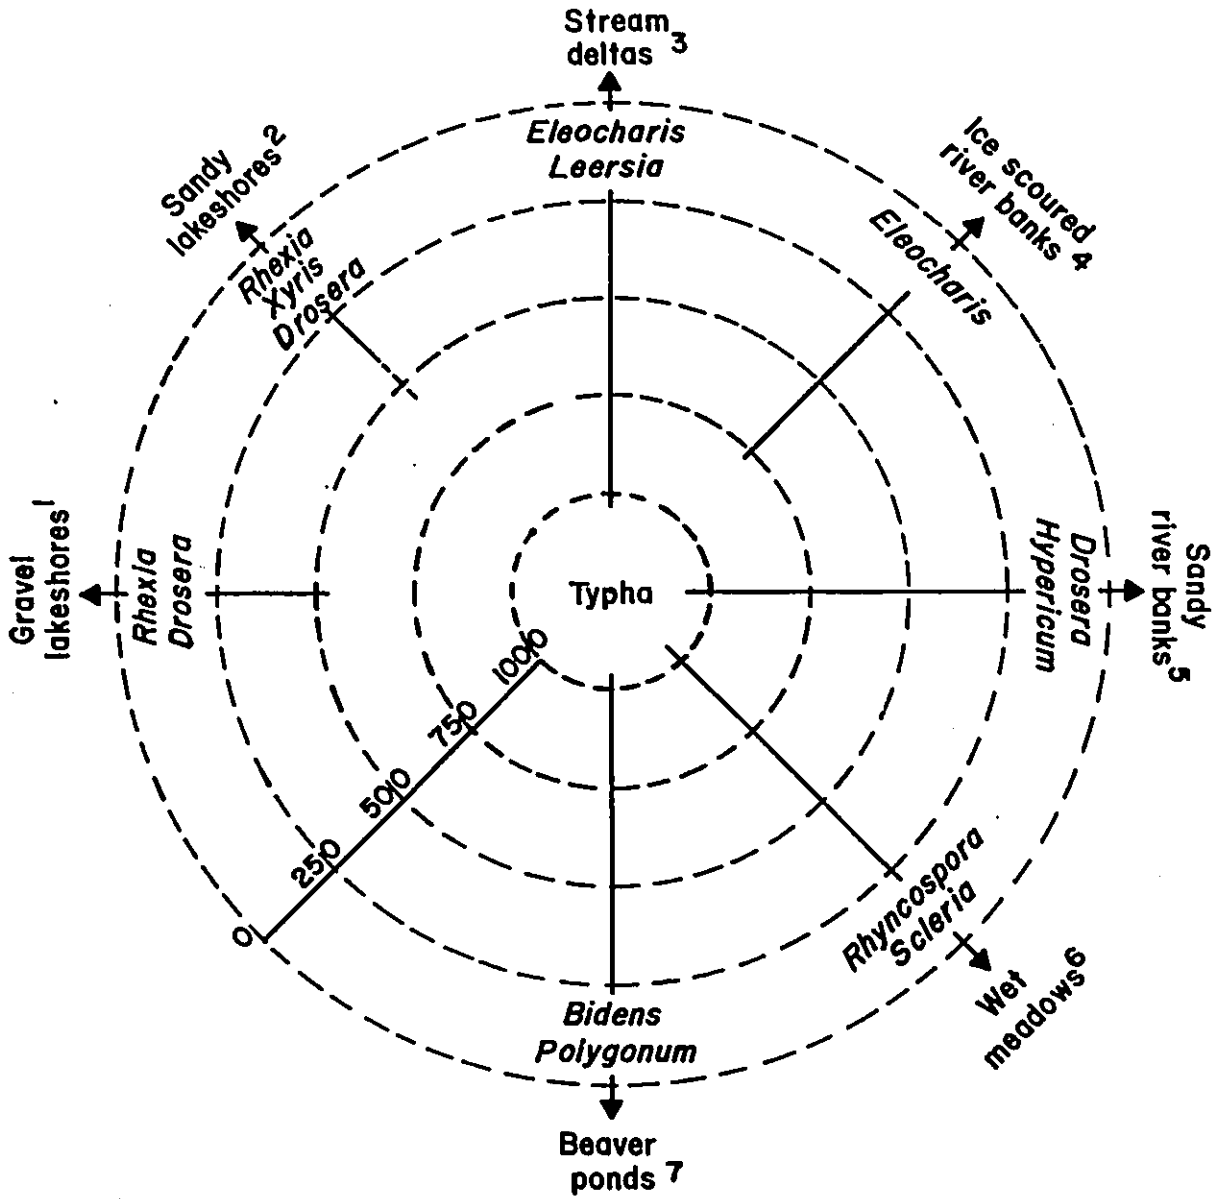 Stream
deltas 3
Eleocharis
Leersia
Sandy
lakeshores 2
Rhexia
Xyris
Drosera
Ice scoured
river banks 4
Eleocharis
Gravel
lakeshores 1
Rhexia
Drosera
Typha
Drosera
Hypericum
Sandy
river banks 5
1000
750
500
250
0
Rhyncospora
Scleria
Wet
meadows 6
Bidens
Polygonum
Beaver
ponds 7